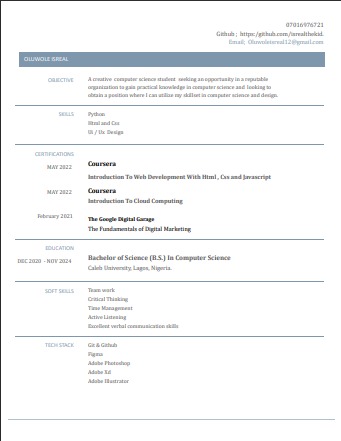 07016976721
Github ; https:/github.com/israelthekid.
Email; Oluwoleisreal12@gmail.com
OLUWOLE ISREAL
OBJECTIVE
A creative computer science student seeking an opportunity in a reputable
organization to gain practical knowledge in computer science and looking to
obtain a position where I can utilize my skillset in computer science and design.
SKILLS
Python
Html and Css
Ui / Ux Design
CERTIFICATIONS
MAY 2022
Coursera
Introduction To Web Development With Html , Css and Javascript
MAY 2022
Coursera
Introduction To Cloud Computing
February 2021
The Google Digital Garage
The Fundamentals of Digital Marketing
EDUCATION
DEC 2020 - NOV 2024
Bachelor of Science (B.S.) In Computer Science
Caleb University, Lagos, Nigeria.
SOFT SKILLS
Team work
Critical Thinking
Time Management
Active Listening
Excellent verbal communication skills
TECH STACK
Git & Github
Figma
Adobe Photoshop
Adobe Xd
Adobe Illustrator